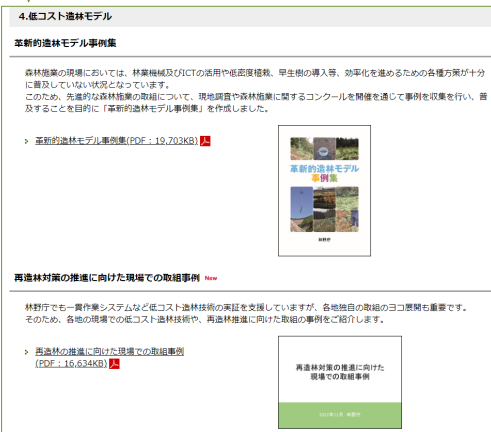 4.低コスト造林モデル
革新的造林モデル事例集
森林施業の現場においては、林業機械及びICTの活用や低密度植栽、早生樹の導入等、効率化を進めるための各種方策が十分
に普及していない状況となっています。
このため、先進的な森林施業の取組について、現地調査や森林施業に関するコンクールを開催を通じて事例を収集を行い、普
及することを目的に「革新的造林モデル事例集」を作成しました。
革新的造林モデル事例集(PDF:19,703KB)
革新的造林モデル
事例集
林野庁
再造林対策の推進に向けた現場での取組事例 New
林野庁でも一貫作業システムなど低コスト造林技術の実証を支援していますが、各地独自の取組のヨコ展開も重要です。
そのため、各地の現場での低コスト造林技術や、再造林推進に向けた取組の事例をご紹介します。
再造林の推進に向けた現場での取組事例
(PDF:16,634KB)
再造林対策の推進に向けた
現場での取組事例
林野庁